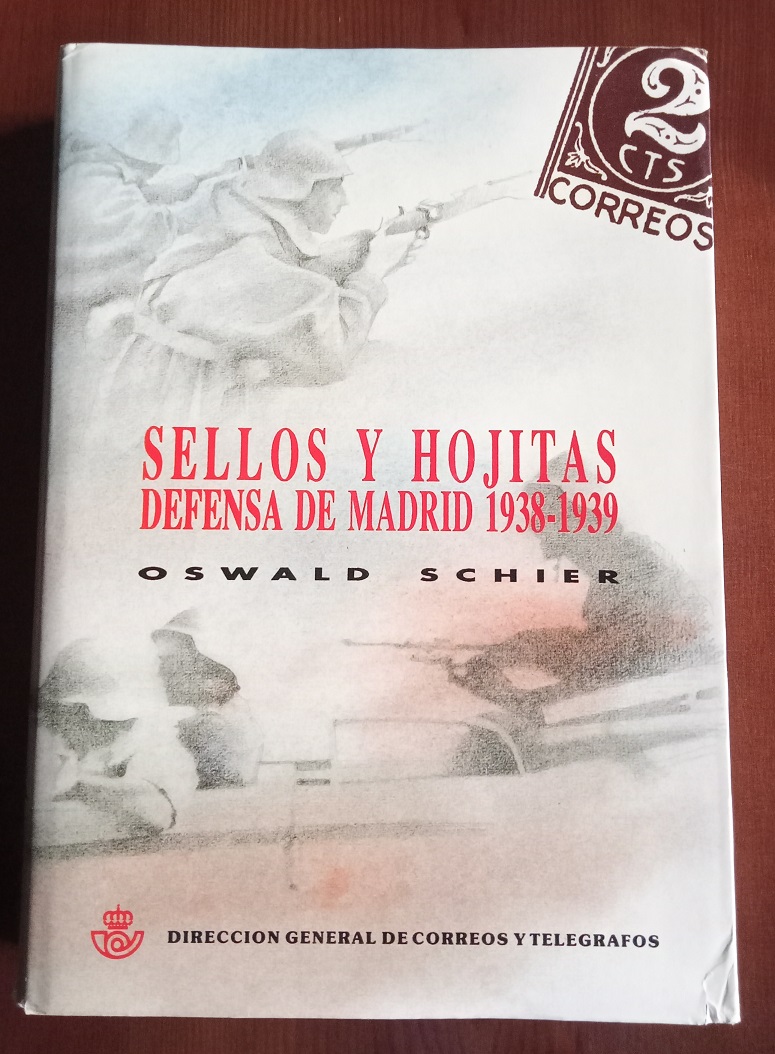 2
CTS
CORREOS
SELLOS Y HOJITAS
DEFENSA DE MADRID 1938-1939
OSWALD SCHIER
DIRECCION GENERAL DE CORREOS Y TELEGRAFOS